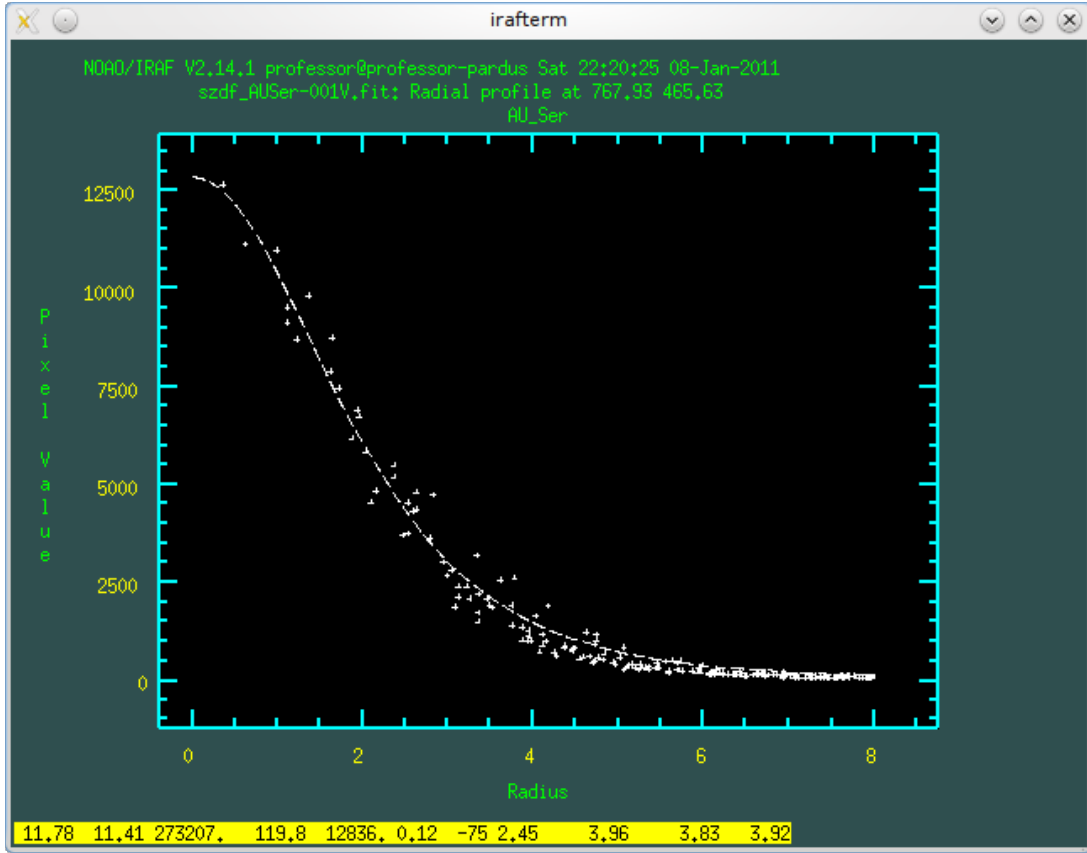 irafterm
NOAO/IRAF V2.14.1 professor@professor-pardus Sat 22:20:25 08-Jan-2011
szdf_AUSer-001V.fit: Radial profile at 767.93 465.63
AU_Ser
12500
10000
7500
5000
2500
0
Pixel Value
0 2 4 6 8
Radius
11.78 11.41 273207. 119.8 12836. 0.12 -75 2.45 3.96 3.83 3.92